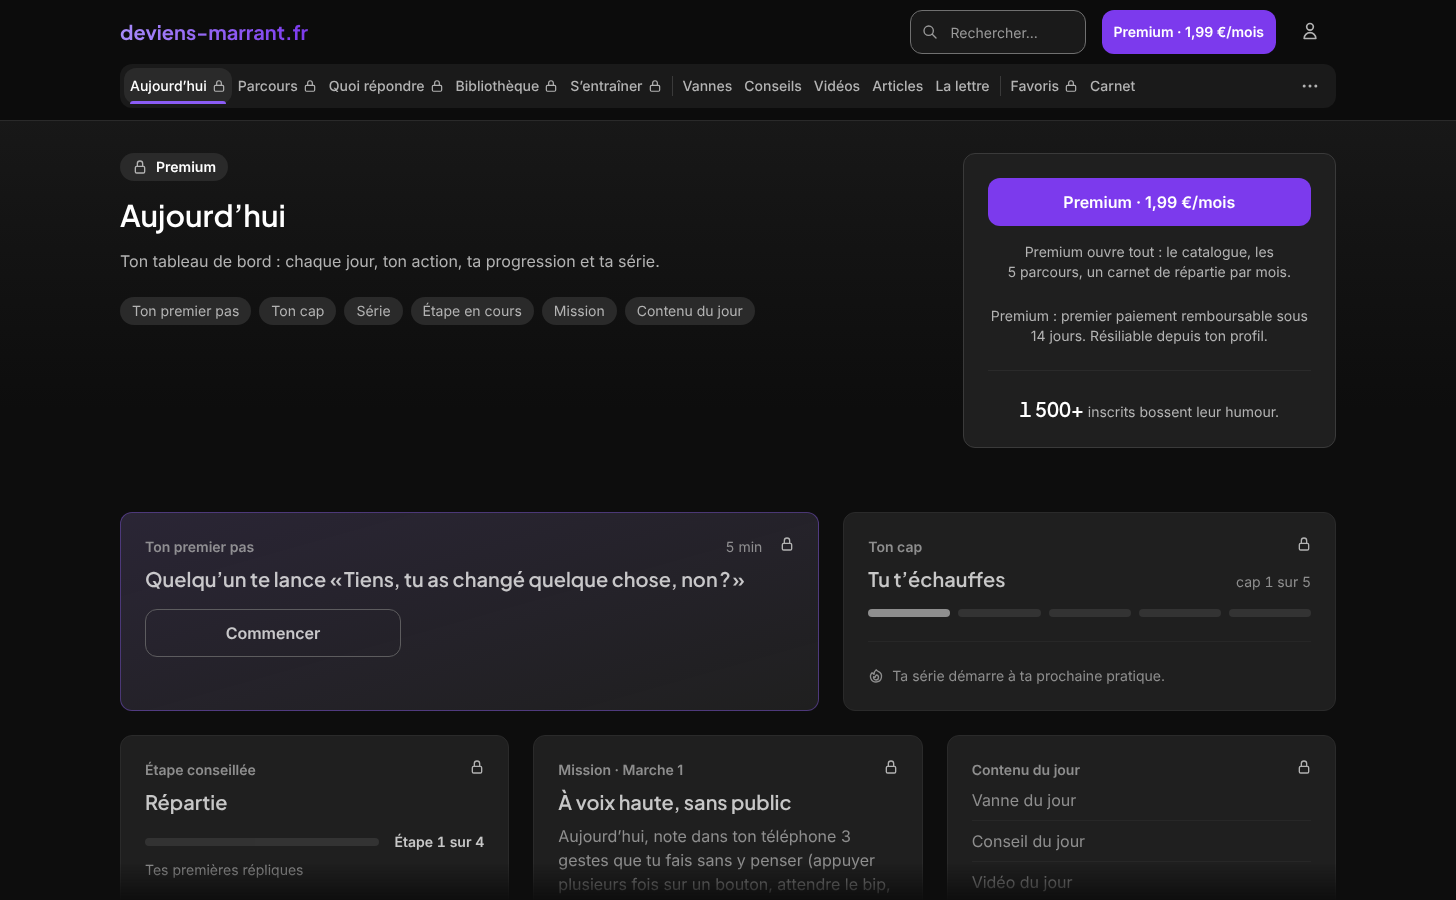 deviens-marrant.fr
Rechercher...
Premium · 1,99 €/mois
Aujourd’hui
Parcours
Quoi répondre
Bibliothèque
S’entraîner
Vannes
Conseils
Vidéos
Articles
La lettre
Favoris
Carnet
Premium
Aujourd’hui
Ton tableau de bord : chaque jour, ton action, ta progression et ta série.
Ton premier pas
Ton cap
Série
Étape en cours
Mission
Contenu du jour
Premium · 1,99 €/mois
Premium ouvre tout : le catalogue, les
5 parcours, un carnet de répartie par mois.
Premium : premier paiement remboursable sous
14 jours. Résiliable depuis ton profil.
1 500+ inscrits bossent leur humour.
Ton premier pas
5 min
Quelqu’un te lance « Tiens, tu as changé quelque chose, non ? »
Commencer
Ton cap
Tu t’échauffes
cap 1 sur 5
Ta série démarre à ta prochaine pratique.
Étape conseillée
Répartie
Étape 1 sur 4
Tes premières répliques
Mission · Marche 1
À voix haute, sans public
Aujourd’hui, note dans ton téléphone 3
gestes que tu fais sans y penser (appuyer
plusieurs fois sur un bouton, attendre le bip,
Contenu du jour
Vanne du jour
Conseil du jour
Vidéo du jour